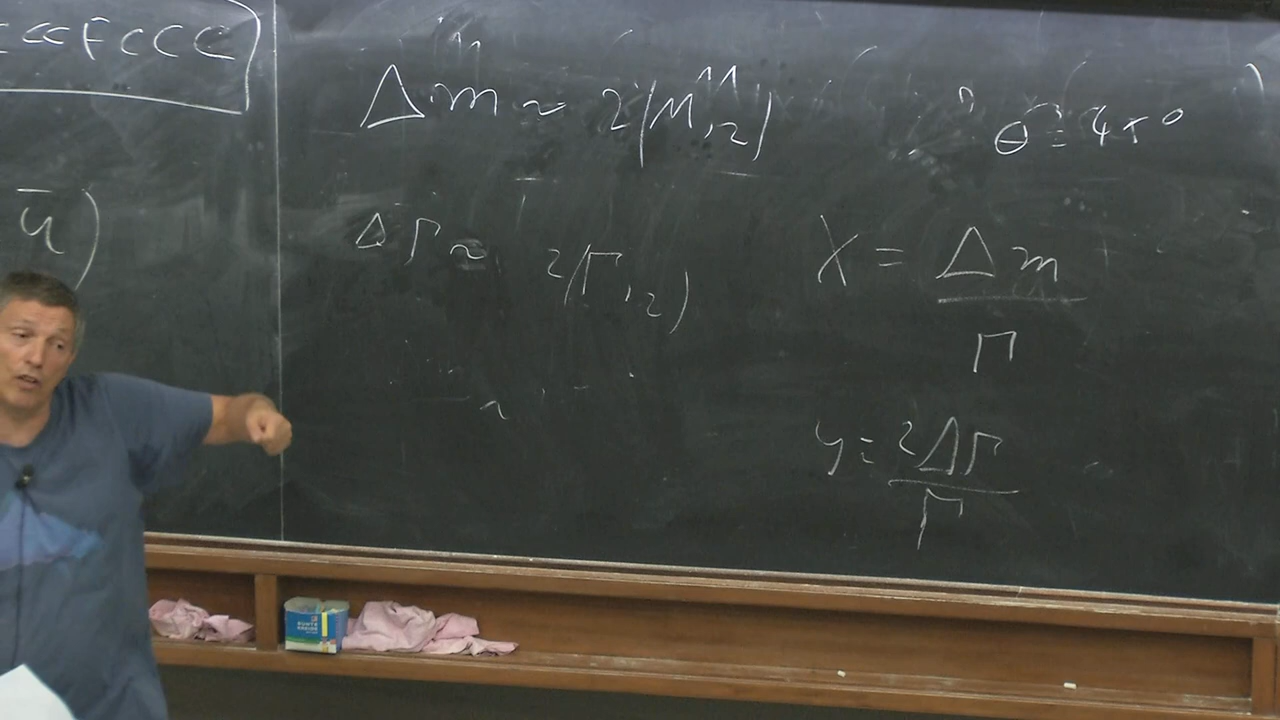 Δm ~ 2|M₁₂|
θ = 45°
ū)
ΔΓ ≈ 2|Γ₁₂|
X = Δm / Γ
y = 2ΔΓ / Γ